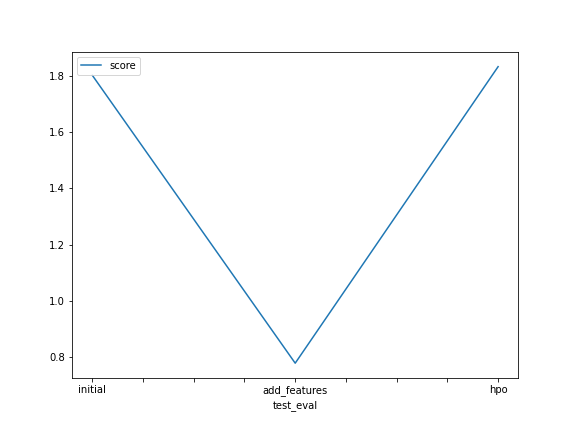 score
1.8
1.6
1.4
1.2
1.0
0.8
initial
add_features
hpo
test_eval